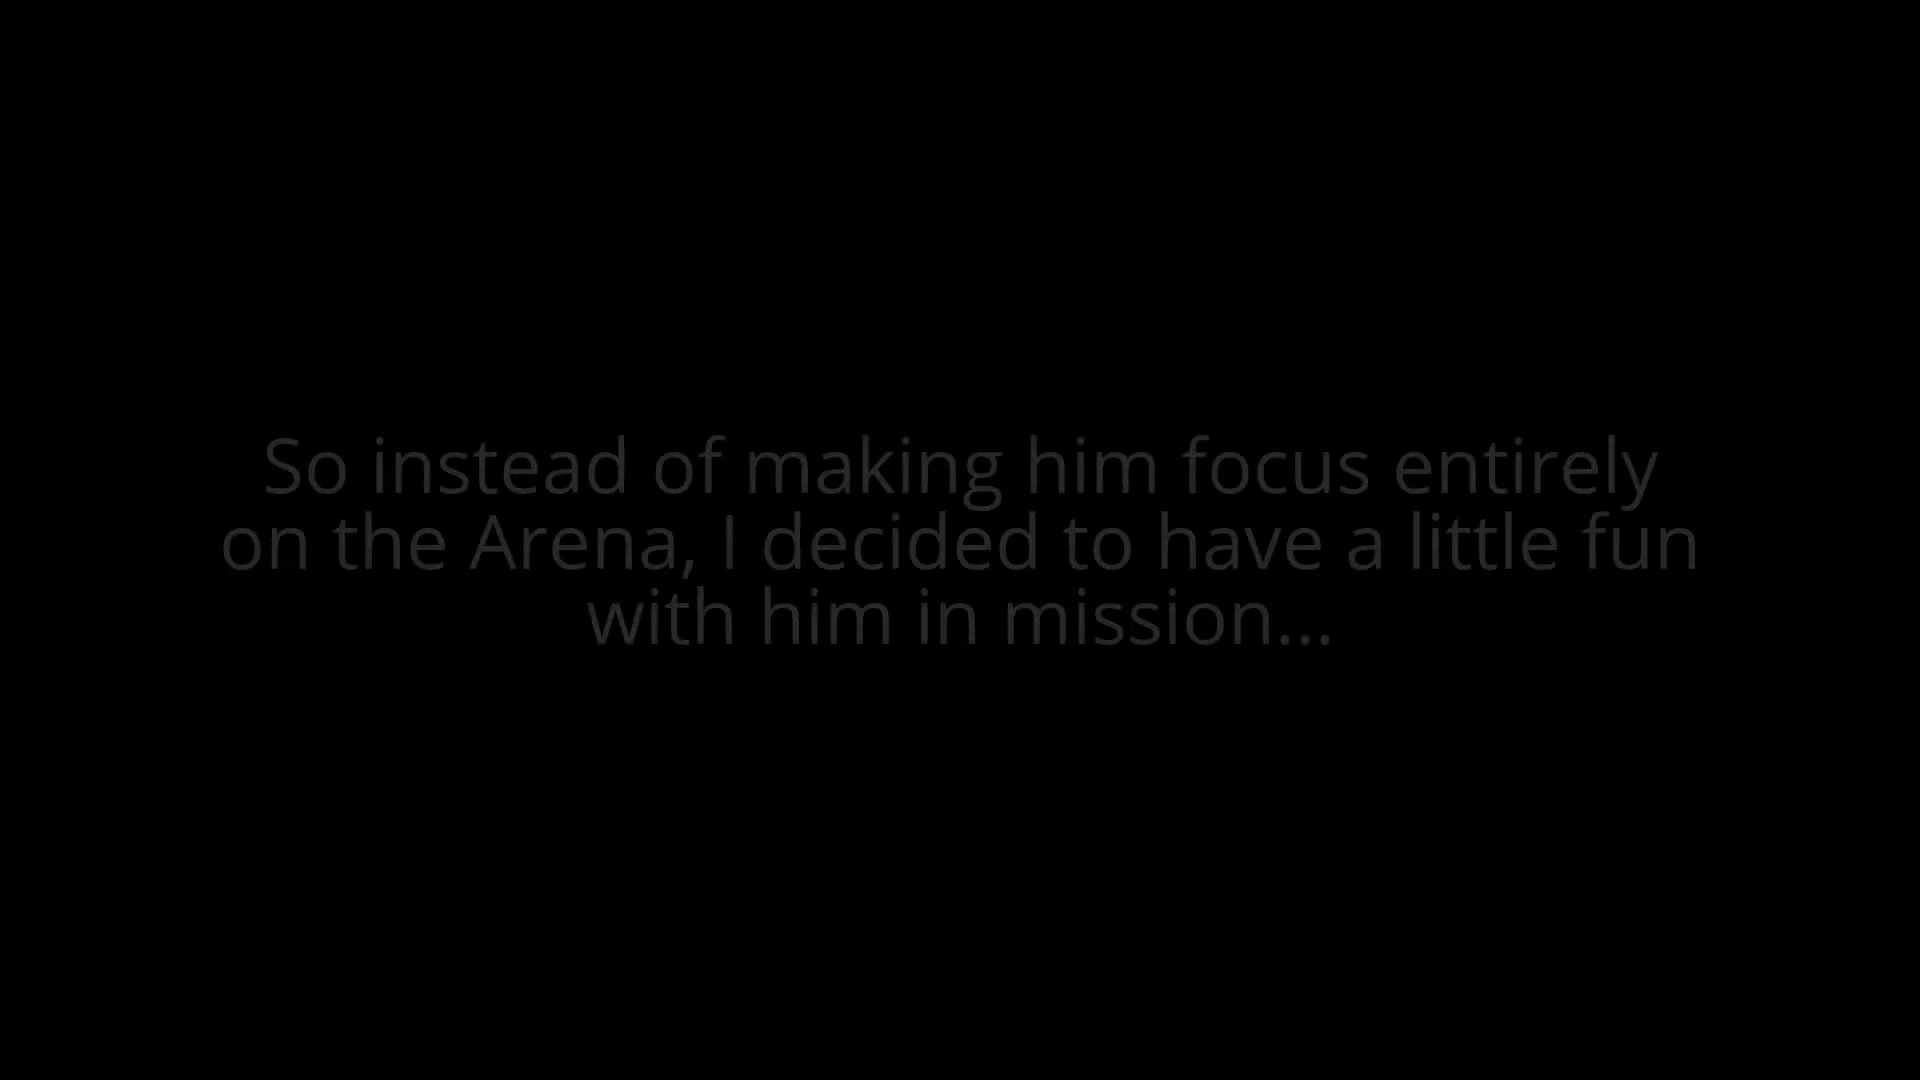 So instead of making him focus entirely
on the Arena, I decided to have a little fun
with him in mission...